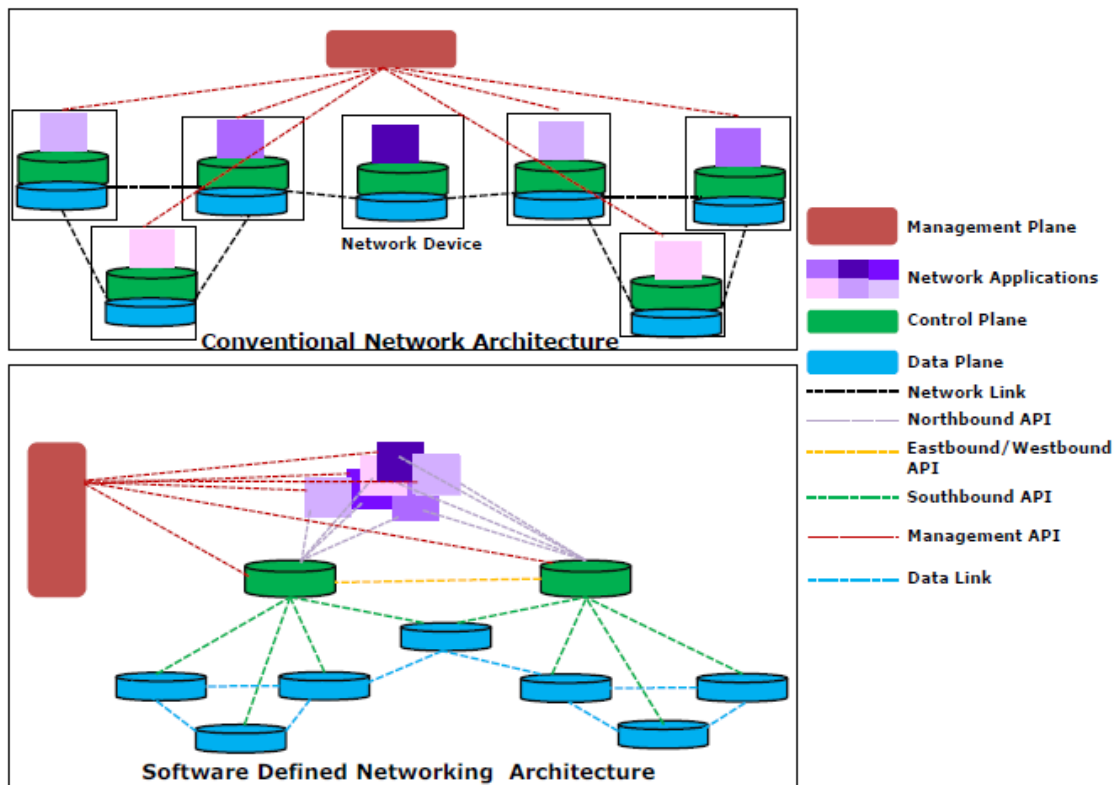 Network Device
Conventional Network Architecture
Software Defined Networking Architecture
Management Plane
Network Applications
Control Plane
Data Plane
Network Link
Northbound API
Eastbound/Westbound
API
Southbound API
Management API
Data Link